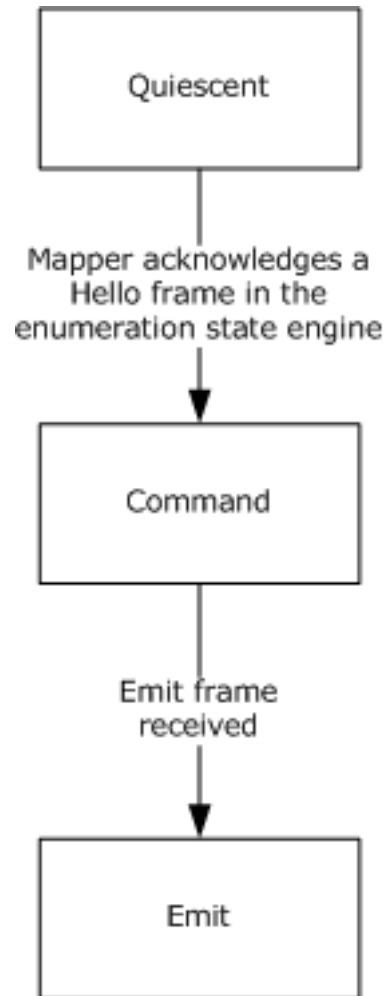 Quiescent
Mapper acknowledges a
Hello frame in the
enumeration state engine
Command
Emit frame
received
Emit